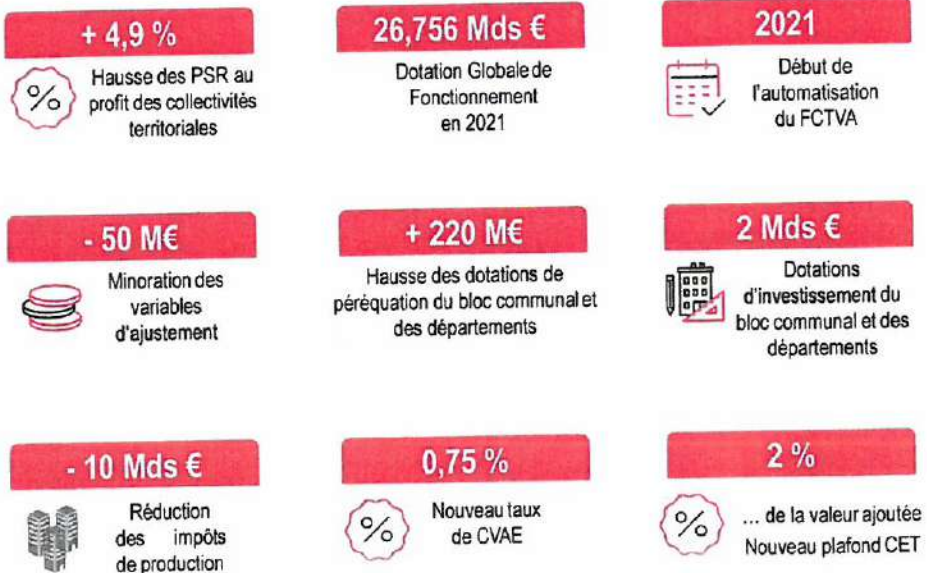 + 4,9 %
Hausse des PSR au
profit des collectivités
territoriales
26,756 Mds €
Dotation Globale de
Fonctionnement
en 2021
2021
Début de
l'automatisation
du FCTVA
- 50 M€
Minoration des
variables
d'ajustement
+ 220 M€
Hausse des dotations de
péréquation du bloc communal et
des départements
2 Mds €
Dotations
d'investissement du
bloc communal et des
départements
- 10 Mds €
Réduction
des impôts
de production
0,75 %
Nouveau taux
de CVAE
2 %
... de la valeur ajoutée
Nouveau plafond CET